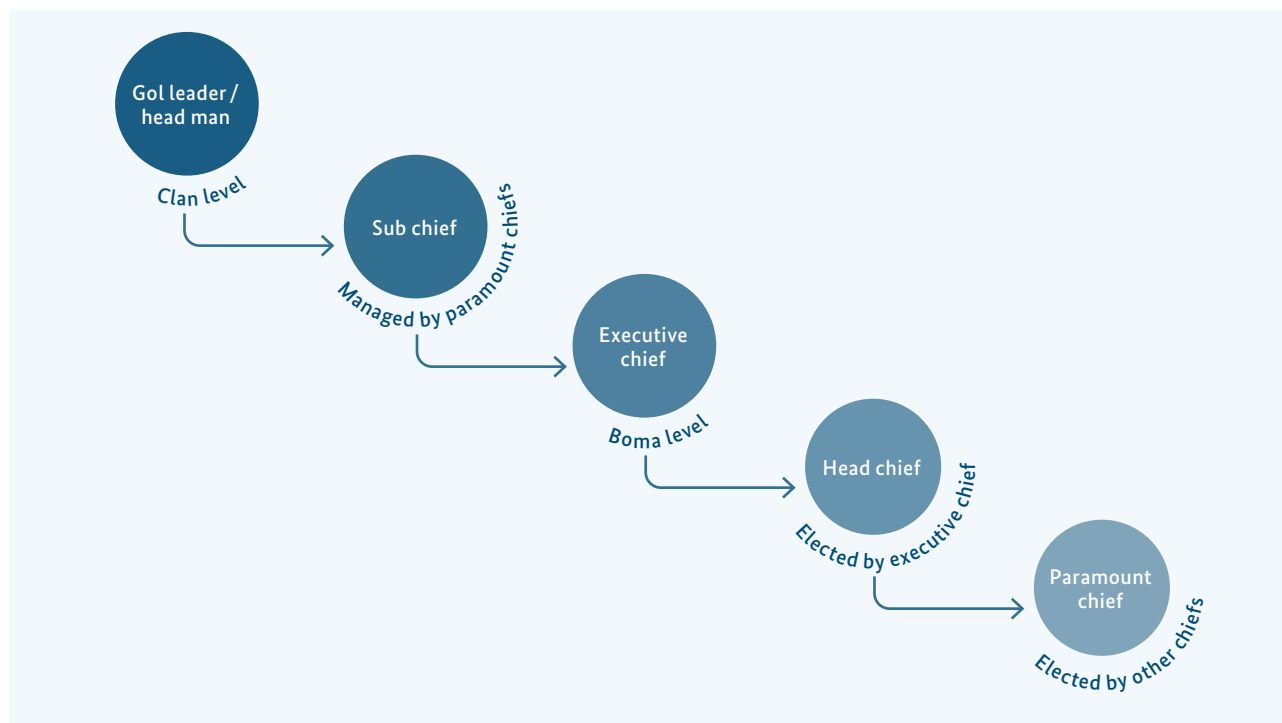 Gol leader /
head man
Clan level
Sub chief
Managed by paramount chiefs
Executive
chief
Boma level
Head chief
Elected by executive chief
Paramount
chief
Elected by other chiefs